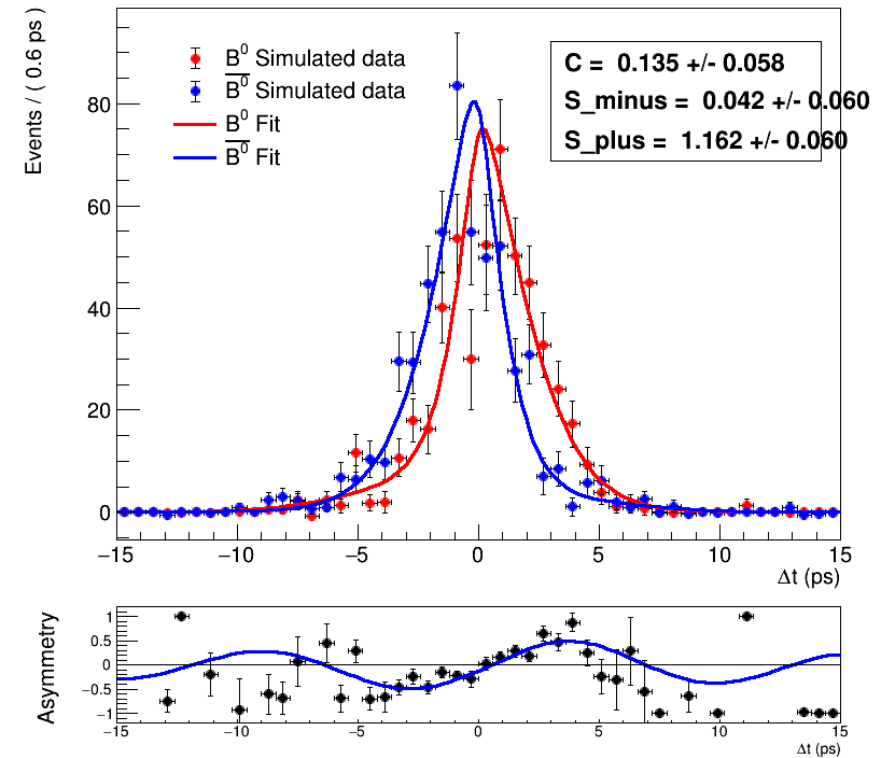 Events / ( 0.6 ps )
80
60
40
20
0
B⁰ Simulated data
B̅⁰ Simulated data
B⁰ Fit
B̅⁰ Fit
C = 0.135 +/- 0.058
S_minus = 0.042 +/- 0.060
S_plus = 1.162 +/- 0.060
−15 −10 −5 0 5 10 15
Δt (ps)
Asymmetry
1
0.5
0
−0.5
−1
−15 −10 −5 0 5 10 15
Δt (ps)